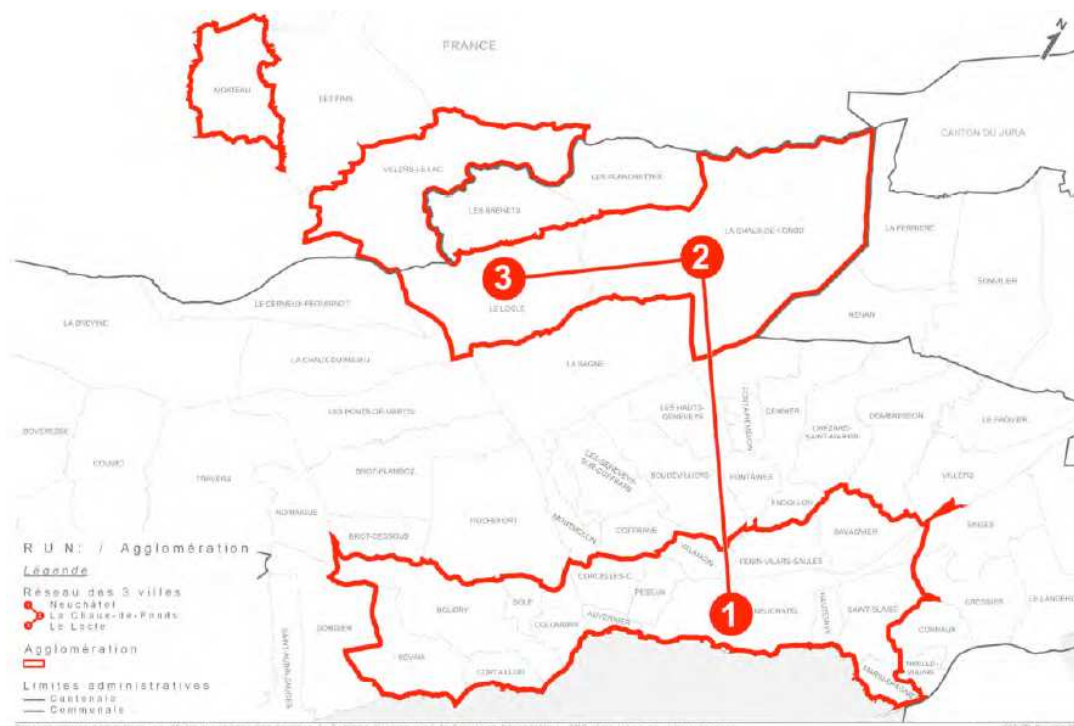 N
FRANCE
MORTEAU
LES FINS
CANTON DU JURA
VILLERS-LE-LAC
LES PLANCHETTES
LES BRENETS
LA CHAUX-DE-FONDS
LA FERRIERE
2
3
SONVILIER
LE CERNEUX-PEQUIGNOT
LE LOCLE
RENAN
LA BREVINE
LA CHAUX-DU-MILIEU
LA SAGNE
LES HAUTS-
GENEVEYS
FONTAINEMELON
CERNIER
DOMBRESSON
LE PAQUIER
LES PONTS-DE-MARTEL
CHEZARD-
SAINT-MARTIN
BOVERESSE
COUVET
TRAVERS
BROT-PLAMBOZ
LES GENEVEYS-
SUR-COFFRANE
BOUDEVILLIERS
FONTAINES
VILLIERS
ENGOLLON
NOIRAIGUE
ROCHEFORT
MONTMOLLIN
COFFRANE
SAVAGNIER
ENGES
BROT-DESSOUS
VALANGIN
FENIN-VILARS-SAULES
R U N : / Agglomération
Légende
Réseau des 3 villes
Neuchâtel
La Chaux-de-Fonds
Le Locle
Agglomération
Limites administratives
Cantonale
Communale
CORCELLES-C.
PESEUX
1
NEUCHATEL
HAUTERIVE
SAINT-BLAISE
CRESSIER
LE LANDERON
CORNAUX
BOUDRY
BOLE
COLOMBIER
AUVERNIER
GORGIER
BEVAIX
CORTAILLOD
SAINT-AUBIN-SAUGES
THIELLE-
WAVRE
MARIN-EPAGNIER